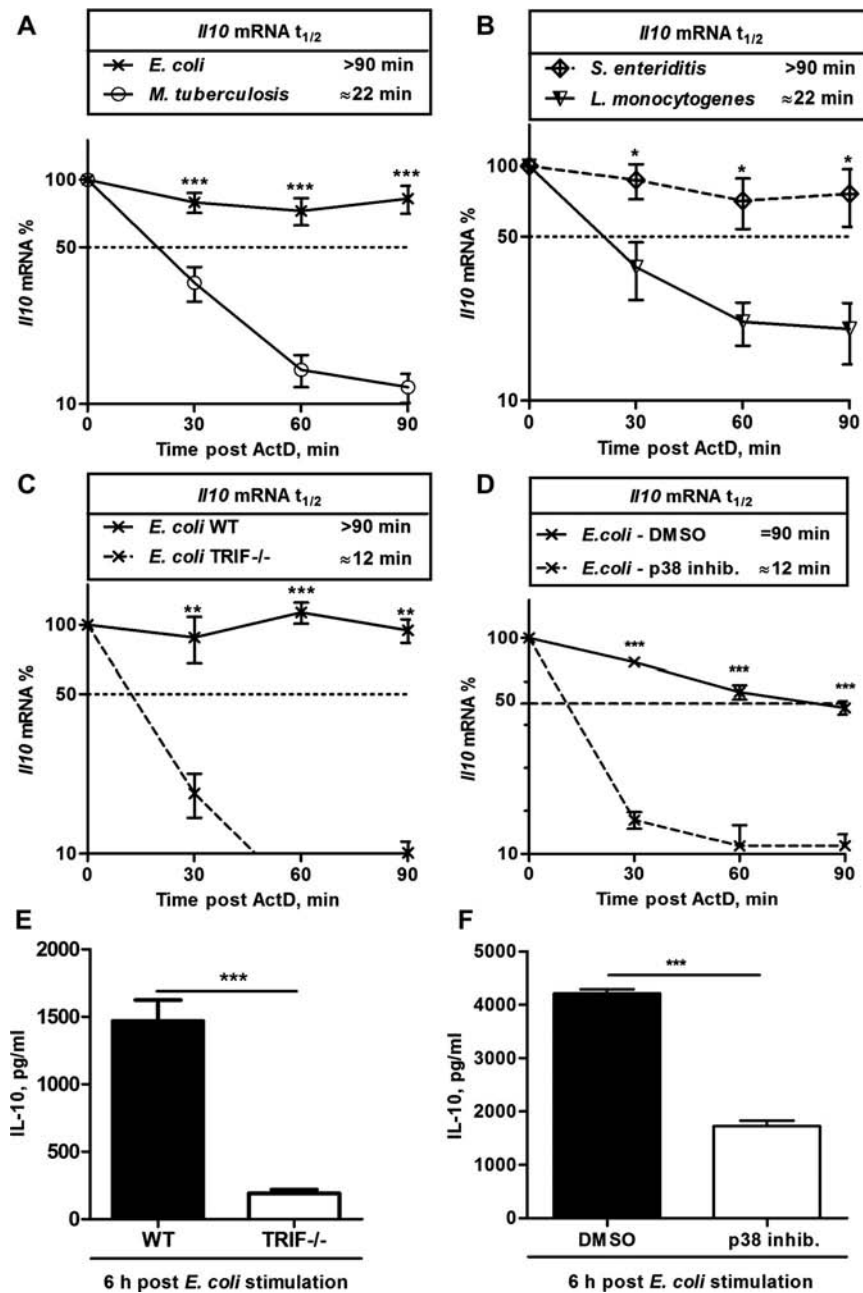 A
Il10 mRNA t1/2
E. coli >90 min
M. tuberculosis ≈22 min
***
***
***
100
50
10
Il10 mRNA %
0 30 60 90
Time post ActD, min
B
Il10 mRNA t1/2
S. enteriditis >90 min
L. monocytogenes ≈22 min
*
*
*
100
50
10
Il10 mRNA %
0 30 60 90
Time post ActD, min
C
Il10 mRNA t1/2
E. coli WT >90 min
E. coli TRIF-/- ≈12 min
**
***
**
100
50
10
Il10 mRNA %
0 30 60 90
Time post ActD, min
D
Il10 mRNA t1/2
E.coli - DMSO =90 min
E.coli - p38 inhib. ≈12 min
***
***
***
100
50
10
Il10 mRNA %
0 30 60 90
Time post ActD, min
E
2000
1500
1000
500
0
IL-10, pg/ml
***
WT TRIF-/-
6 h post E. coli stimulation
F
5000
4000
3000
2000
1000
0
IL-10, pg/ml
***
DMSO p38 inhib.
6 h post E. coli stimulation